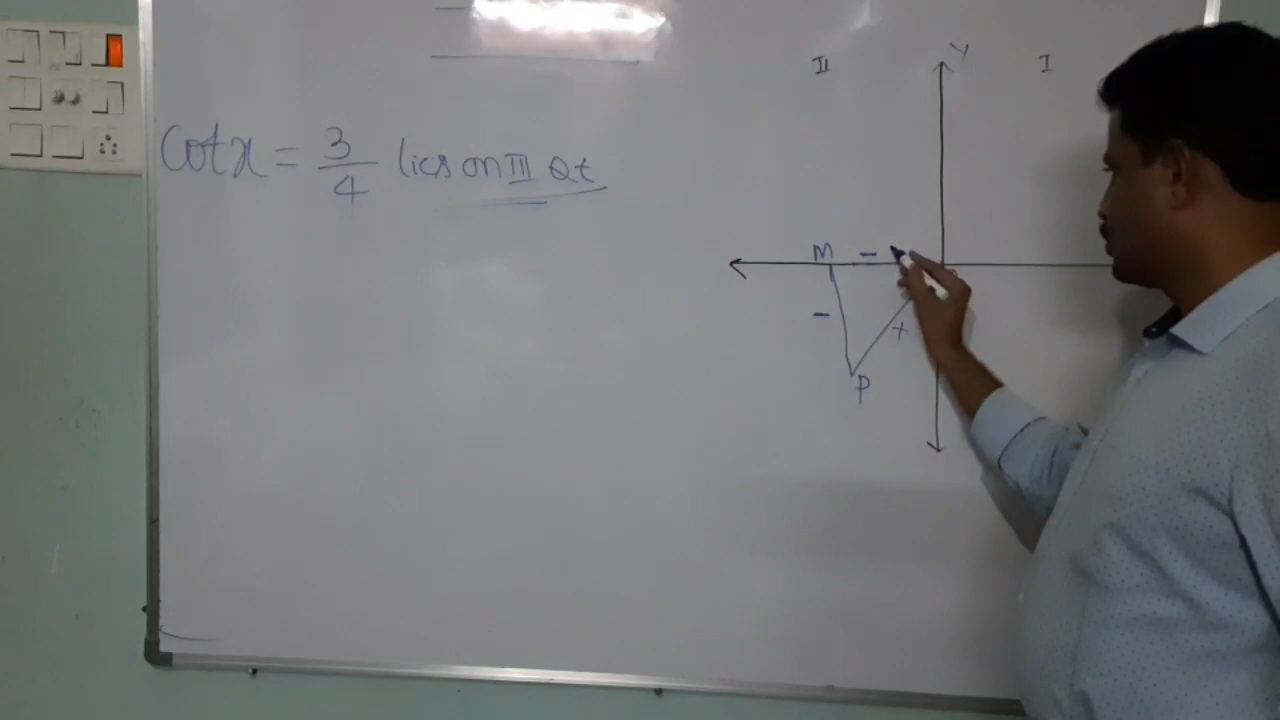 Cot x = 3/4 lies on III Qt
II
Y
I
M
-
-
+
P